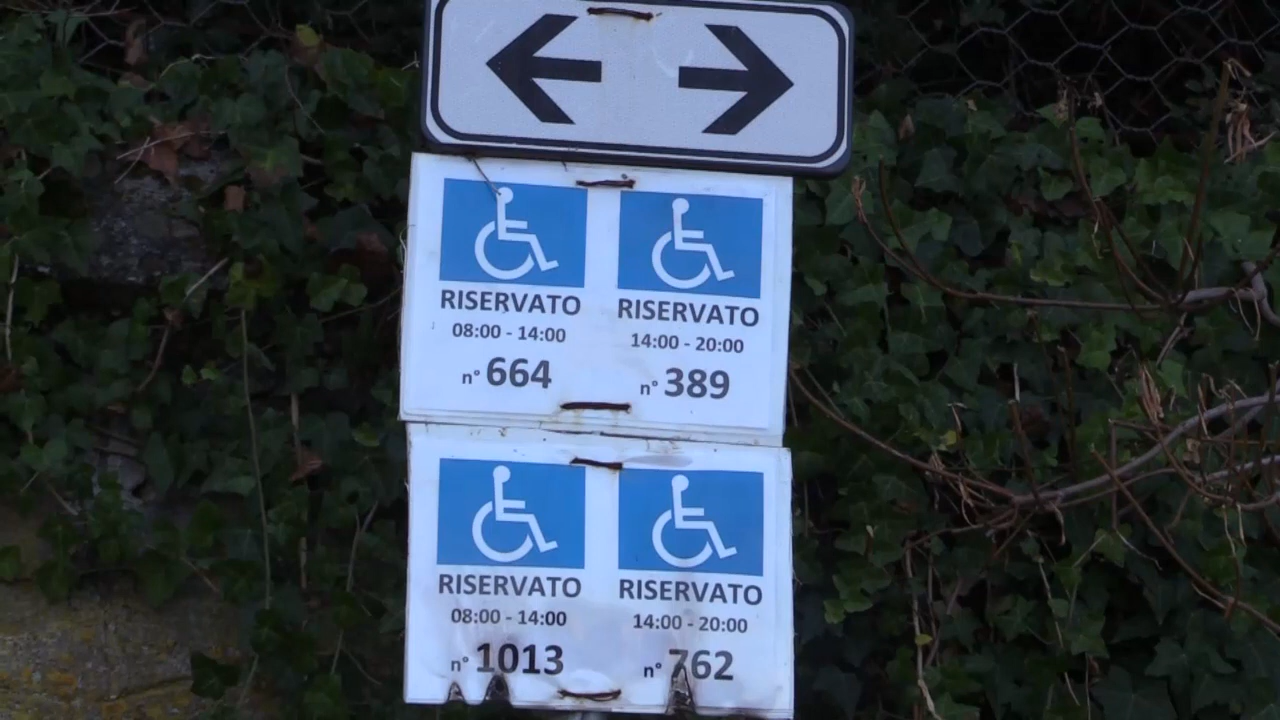 RISERVATO
08:00 - 14:00
n° 664
RISERVATO
14:00 - 20:00
n° 389
RISERVATO
08:00 - 14:00
n° 1013
RISERVATO
14:00 - 20:00
n° 762